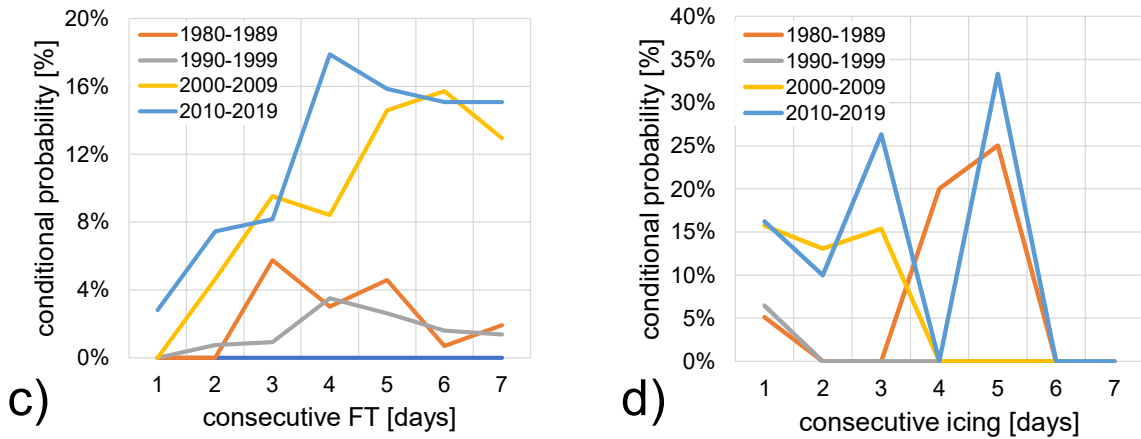 20%
16%
12%
8%
4%
0%
conditional probability [%]
1980-1989
1990-1999
2000-2009
2010-2019
1 2 3 4 5 6 7
consecutive FT [days]
c)
40%
35%
30%
25%
20%
15%
10%
5%
0%
conditional probability [%]
1980-1989
1990-1999
2000-2009
2010-2019
1 2 3 4 5 6 7
consecutive icing [days]
d)